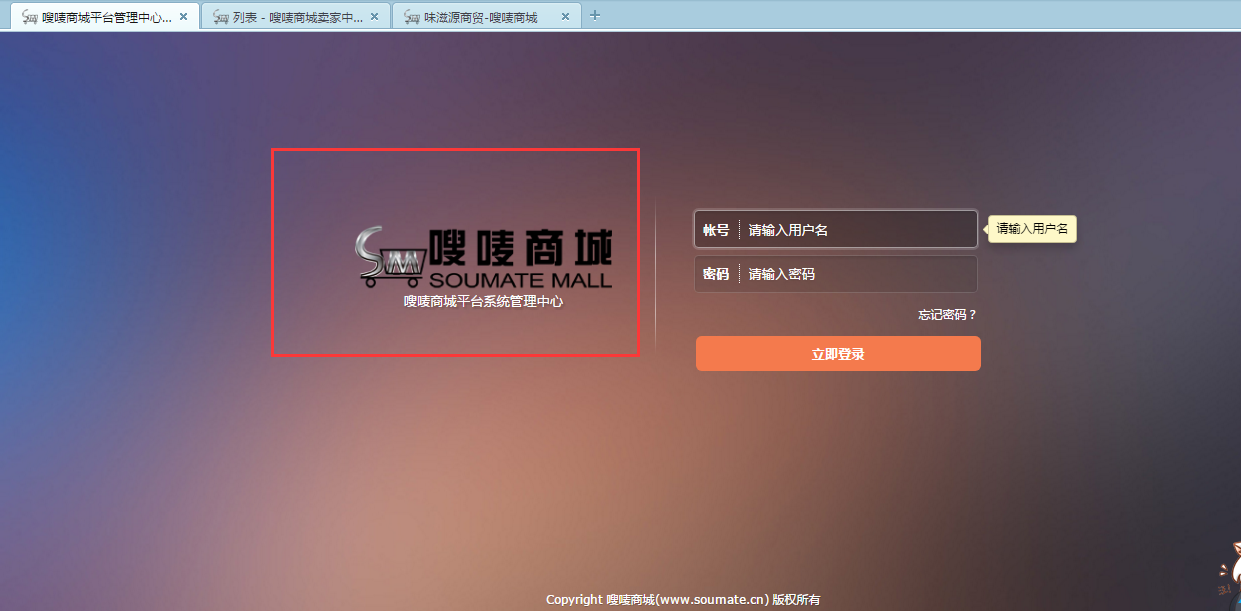 嗖唛商城平台管理中心...
列表 - 嗖唛商城卖家中...
味滋源商贸-嗖唛商城
嗖唛商城
SOUMATE MALL
嗖唛商城平台系统管理中心
帐号 请输入用户名
请输入用户名
密码 请输入密码
忘记密码？
立即登录
Copyright 嗖唛商城(www.soumate.cn) 版权所有